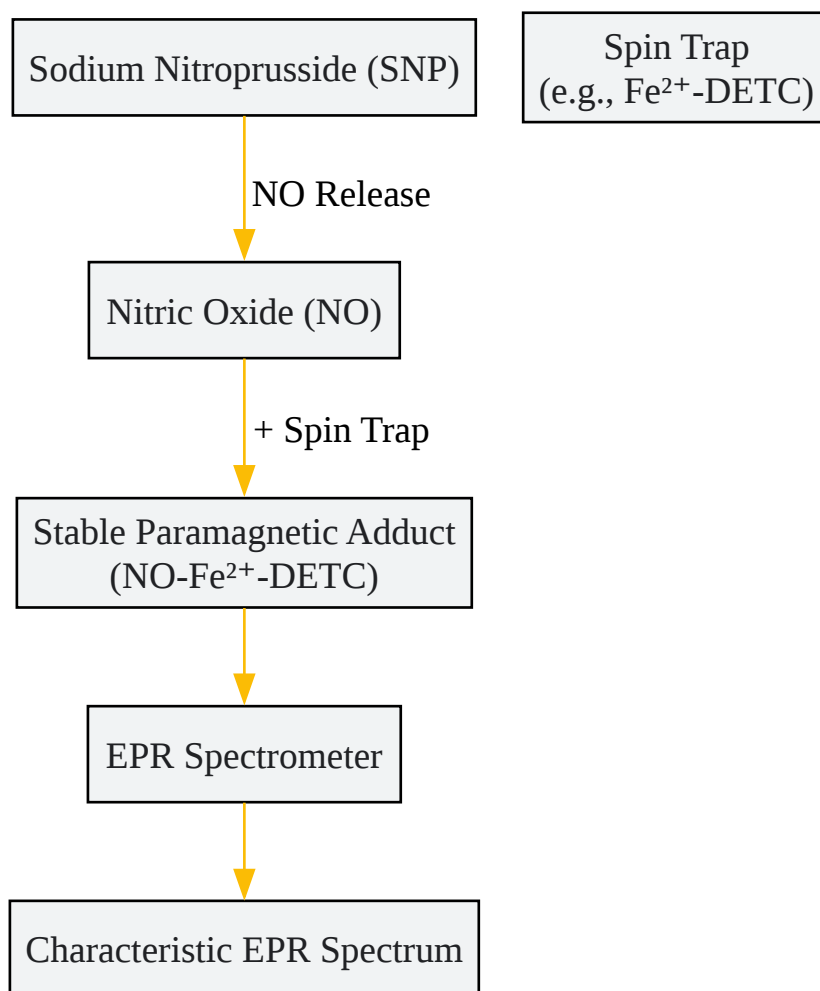 Sodium Nitroprusside (SNP)
Spin Trap
(e.g., Fe²⁺-DETC)
NO Release
Nitric Oxide (NO)
+ Spin Trap
Stable Paramagnetic Adduct
(NO-Fe²⁺-DETC)
EPR Spectrometer
Characteristic EPR Spectrum